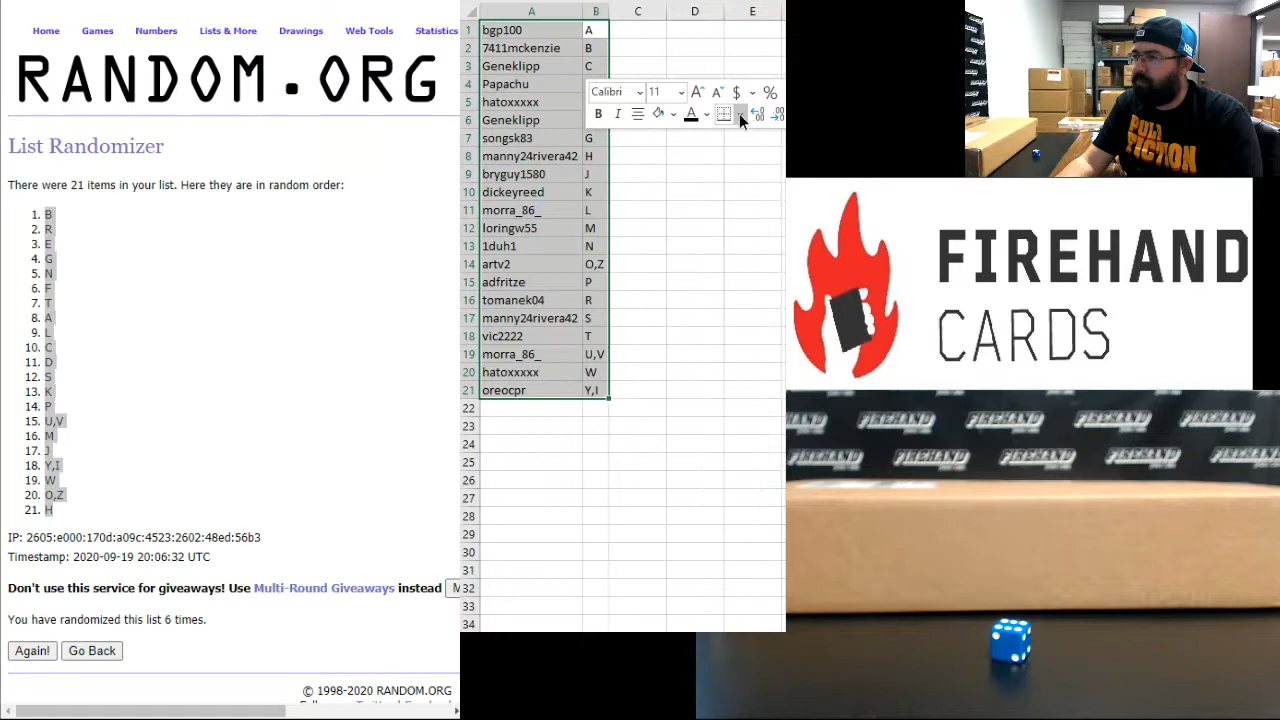 Home Games Numbers Lists & More Drawings Web Tools Statistics
RANDOM.ORG
List Randomizer
There were 21 items in your list. Here they are in random order:
1. B
2. R
3. E
4. G
5. N
6. F
7. T
8. A
9. L
10. C
11. D
12. S
13. K
14. P
15. U,V
16. M
17. J
18. Y,I
19. W
20. O,Z
21. H
IP: 2605:e000:170d:a09c:4523:2602:48ed:56b3
Timestamp: 2020-09-19 20:06:32 UTC
Don't use this service for giveaways! Use Multi-Round Giveaways instead
You have randomized this list 6 times.
Again! Go Back
© 1998-2020 RANDOM.ORG
A B C D E
1 bgp100 A
2 7411mckenzie B
3 Geneklipp C
4 Papachu
5 hatoxxxxx
6 Geneklipp
7 songsk83 G
8 manny24rivera42 H
9 bryguy1580 J
10 dickeyreed K
11 morra_86_ L
12 loringw55 M
13 1duh1 N
14 artv2 O,Z
15 adfritze P
16 tomanek04 R
17 manny24rivera42 S
18 vic2222 T
19 morra_86_ U,V
20 hatoxxxxx W
21 oreocpr Y,I
22
23
24
25
26
27
28
29
30
31
32
33
34
Calibri 11 A A $ %
B I A
PULP
FICTION
FIREHAND
CARDS
FIREHAND FIREHAND FIREHAND
FIREHAND FIREHAND FIREHAND FIREHAND